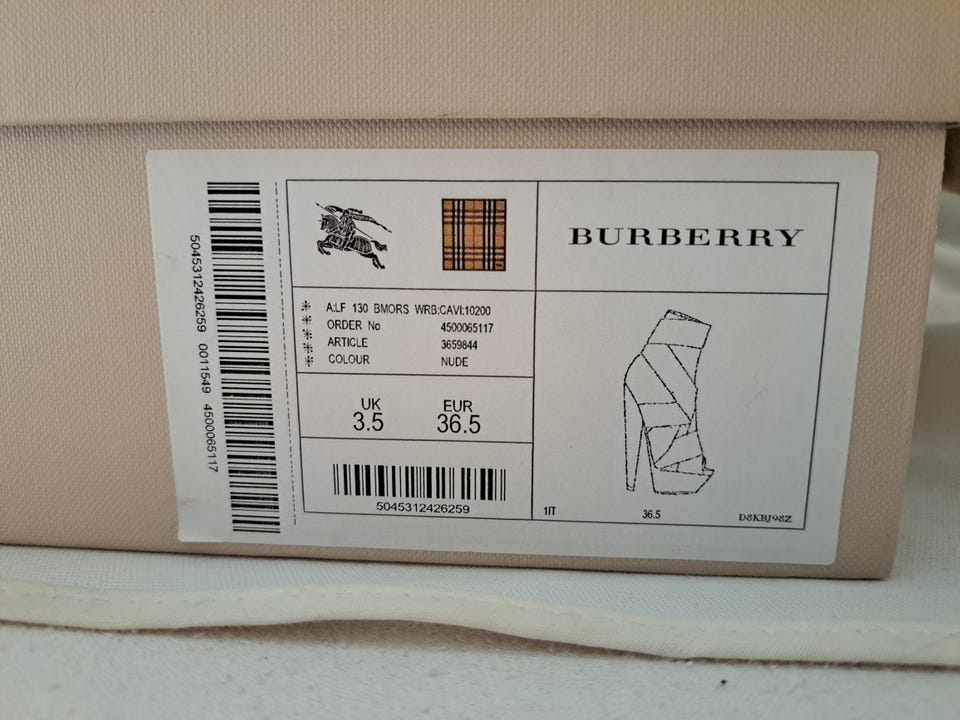 5045312426259 0011549 4500065117
BURBERRY
A:LF 130 BMORS WRB:CAVI:10200
ORDER No 4500065117
ARTICLE 3659844
COLOUR NUDE
UK EUR
3.5 36.5
5045312426259
1IT 36.5 D8KBJ98Z